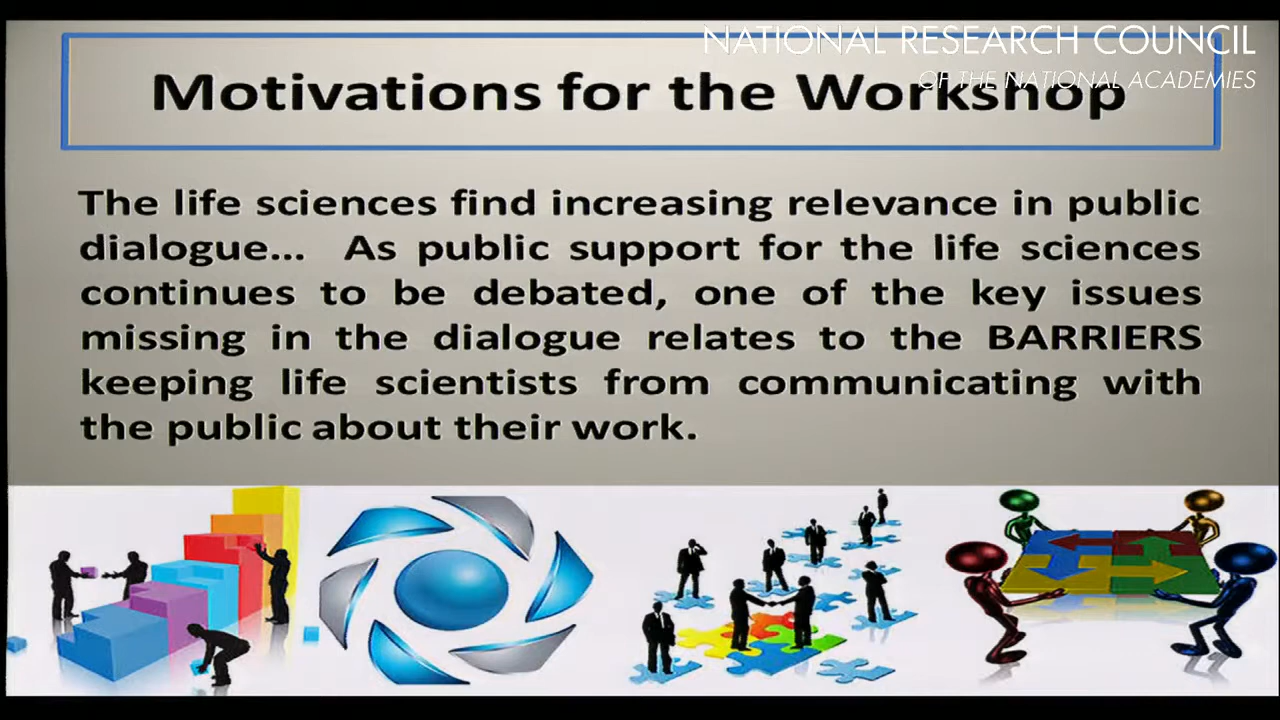 NATIONAL RESEARCH COUNCIL
OF THE NATIONAL ACADEMIES
Motivations for the Workshop
The life sciences find increasing relevance in public
dialogue... As public support for the life sciences
continues to be debated, one of the key issues
missing in the dialogue relates to the BARRIERS
keeping life scientists from communicating with
the public about their work.